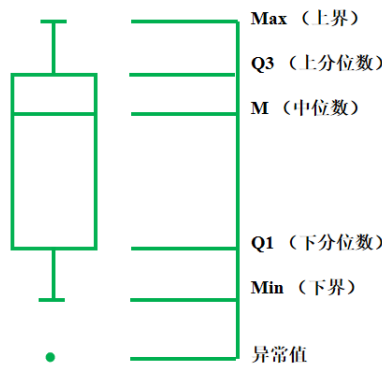 Max （上界）
Q3 （上分位数）
M （中位数）
Q1 （下分位数）
Min （下界）
异常值